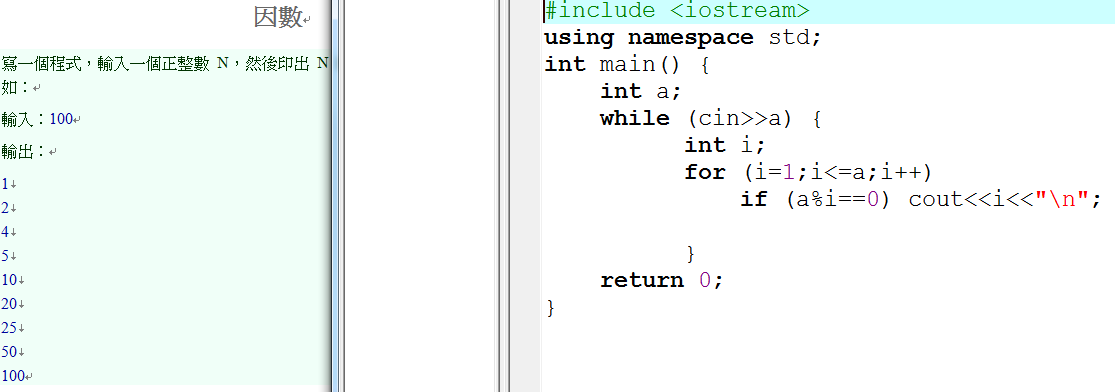 因數
寫一個程式，輸入一個正整數 N，然後印出 N
如：
輸入：100
輸出：
1
2
4
5
10
20
25
50
100
#include <iostream>
using namespace std;
int main() {
    int a;
    while (cin>>a) {
          int i;
          for (i=1;i<=a;i++)
              if (a%i==0) cout<<i<<"\n";

          }
    return 0;
}